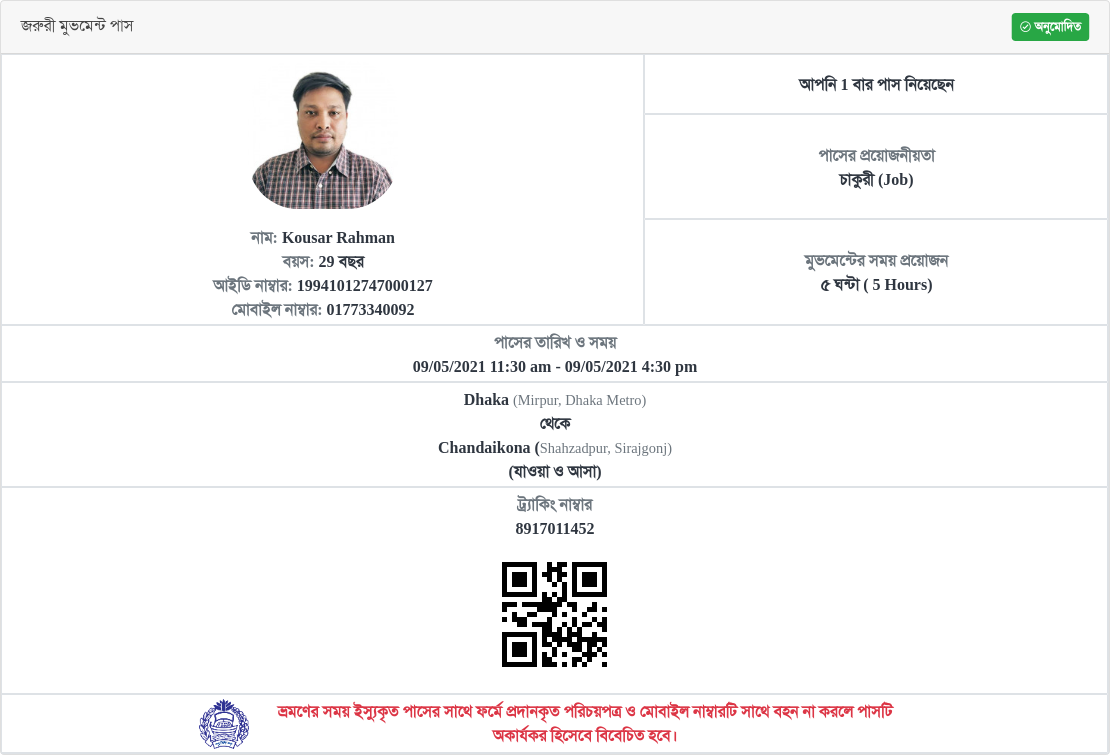 জরুরী মুভমেন্ট পাস
অনুমোদিত
নাম: Kousar Rahman
বয়স: 29 বছর
আইডি নাম্বার: 19941012747000127
মোবাইল নাম্বার: 01773340092
আপনি 1 বার পাস নিয়েছেন
পাসের প্রয়োজনীয়তা
চাকুরী (Job)
মুভমেন্টের সময় প্রয়োজন
৫ ঘন্টা ( 5 Hours)
পাসের তারিখ ও সময়
09/05/2021 11:30 am - 09/05/2021 4:30 pm
Dhaka (Mirpur, Dhaka Metro)
থেকে
Chandaikona (Shahzadpur, Sirajgonj)
(যাওয়া ও আসা)
ট্র্যাকিং নাম্বার
8917011452
ভ্রমণের সময় ইস্যুকৃত পাসের সাথে ফর্মে প্রদানকৃত পরিচয়পত্র ও মোবাইল নাম্বারটি সাথে বহন না করলে পাসটি
অকার্যকর হিসেবে বিবেচিত হবে।